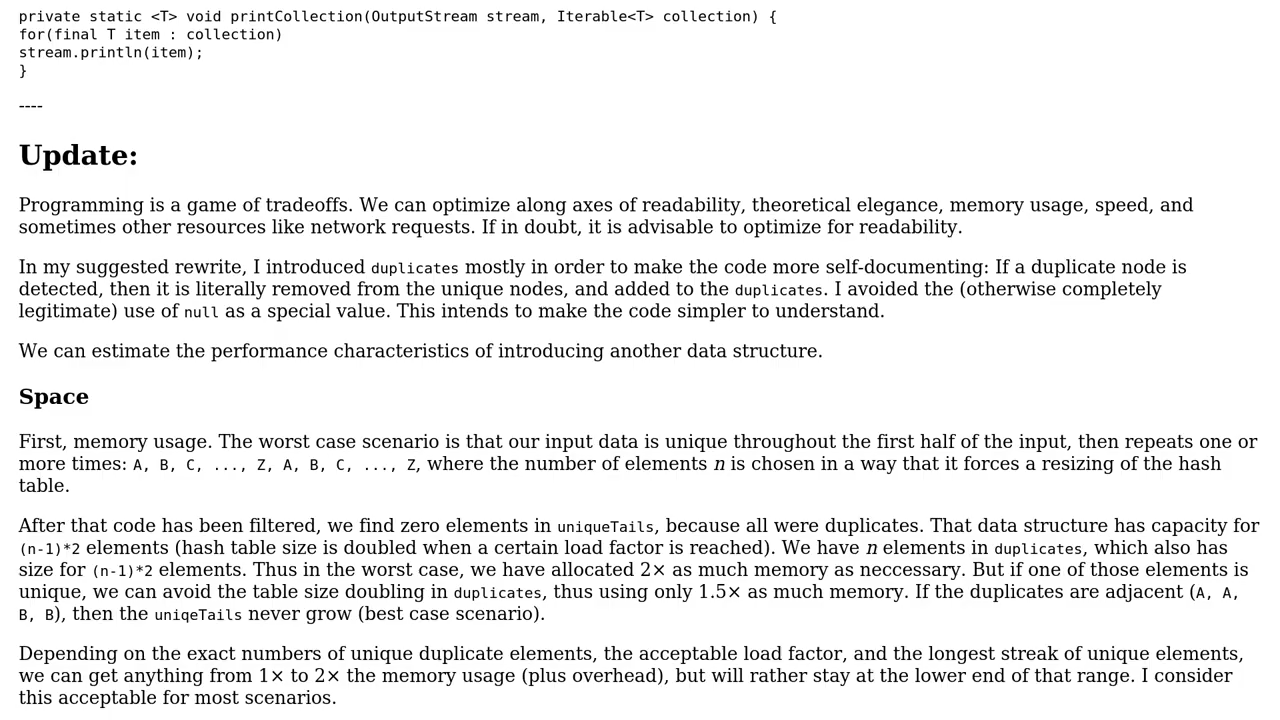 private static <T> void printCollection(OutputStream stream, Iterable<T> collection) {
for(final T item : collection)
stream.println(item);
}
----
Update:
Programming is a game of tradeoffs. We can optimize along axes of readability, theoretical elegance, memory usage, speed, and
sometimes other resources like network requests. If in doubt, it is advisable to optimize for readability.
In my suggested rewrite, I introduced duplicates mostly in order to make the code more self-documenting: If a duplicate node is
detected, then it is literally removed from the unique nodes, and added to the duplicates. I avoided the (otherwise completely
legitimate) use of null as a special value. This intends to make the code simpler to understand.
We can estimate the performance characteristics of introducing another data structure.
Space
First, memory usage. The worst case scenario is that our input data is unique throughout the first half of the input, then repeats one or
more times: A, B, C, ..., Z, A, B, C, ..., Z, where the number of elements n is chosen in a way that it forces a resizing of the hash
table.
After that code has been filtered, we find zero elements in uniqueTails, because all were duplicates. That data structure has capacity for
(n-1)*2 elements (hash table size is doubled when a certain load factor is reached). We have n elements in duplicates, which also has
size for (n-1)*2 elements. Thus in the worst case, we have allocated 2× as much memory as neccessary. But if one of those elements is
unique, we can avoid the table size doubling in duplicates, thus using only 1.5× as much memory. If the duplicates are adjacent (A, A,
B, B), then the uniqeTails never grow (best case scenario).
Depending on the exact numbers of unique duplicate elements, the acceptable load factor, and the longest streak of unique elements,
we can get anything from 1× to 2× the memory usage (plus overhead), but will rather stay at the lower end of that range. I consider
this acceptable for most scenarios.